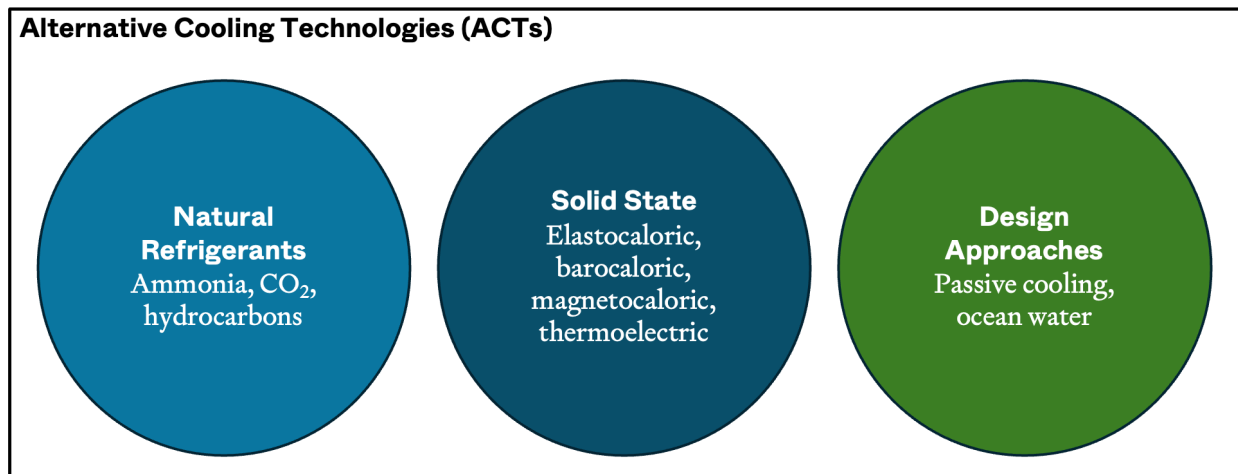 Alternative Cooling Technologies (ACTs)
Natural
Refrigerants
Ammonia, CO₂,
hydrocarbons
Solid State
Elastocaloric,
barocaloric,
magnetocaloric,
thermoelectric
Design
Approaches
Passive cooling,
ocean water